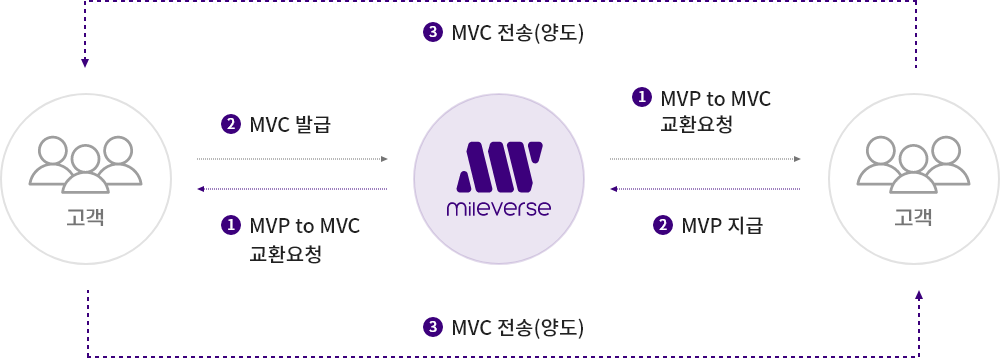 3 MVC 전송(양도)
2 MVC 발급
1 MVP to MVC
교환요청
고객
mileverse
고객
1 MVP to MVC
교환요청
2 MVP 지급
3 MVC 전송(양도)